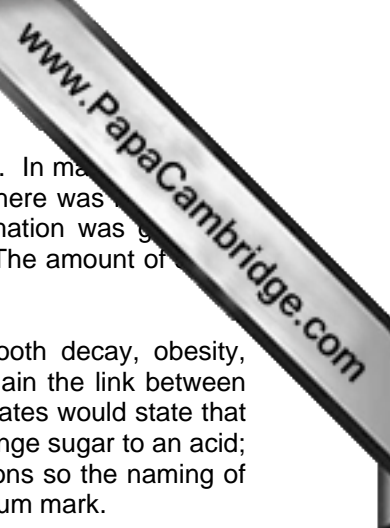 www.PapaCambridge.com
. In
here was
nation was
The amount of
ooth decay, obesity,
ain the link between
ates would state that
nge sugar to an acid;
ons so the naming of
um mark.